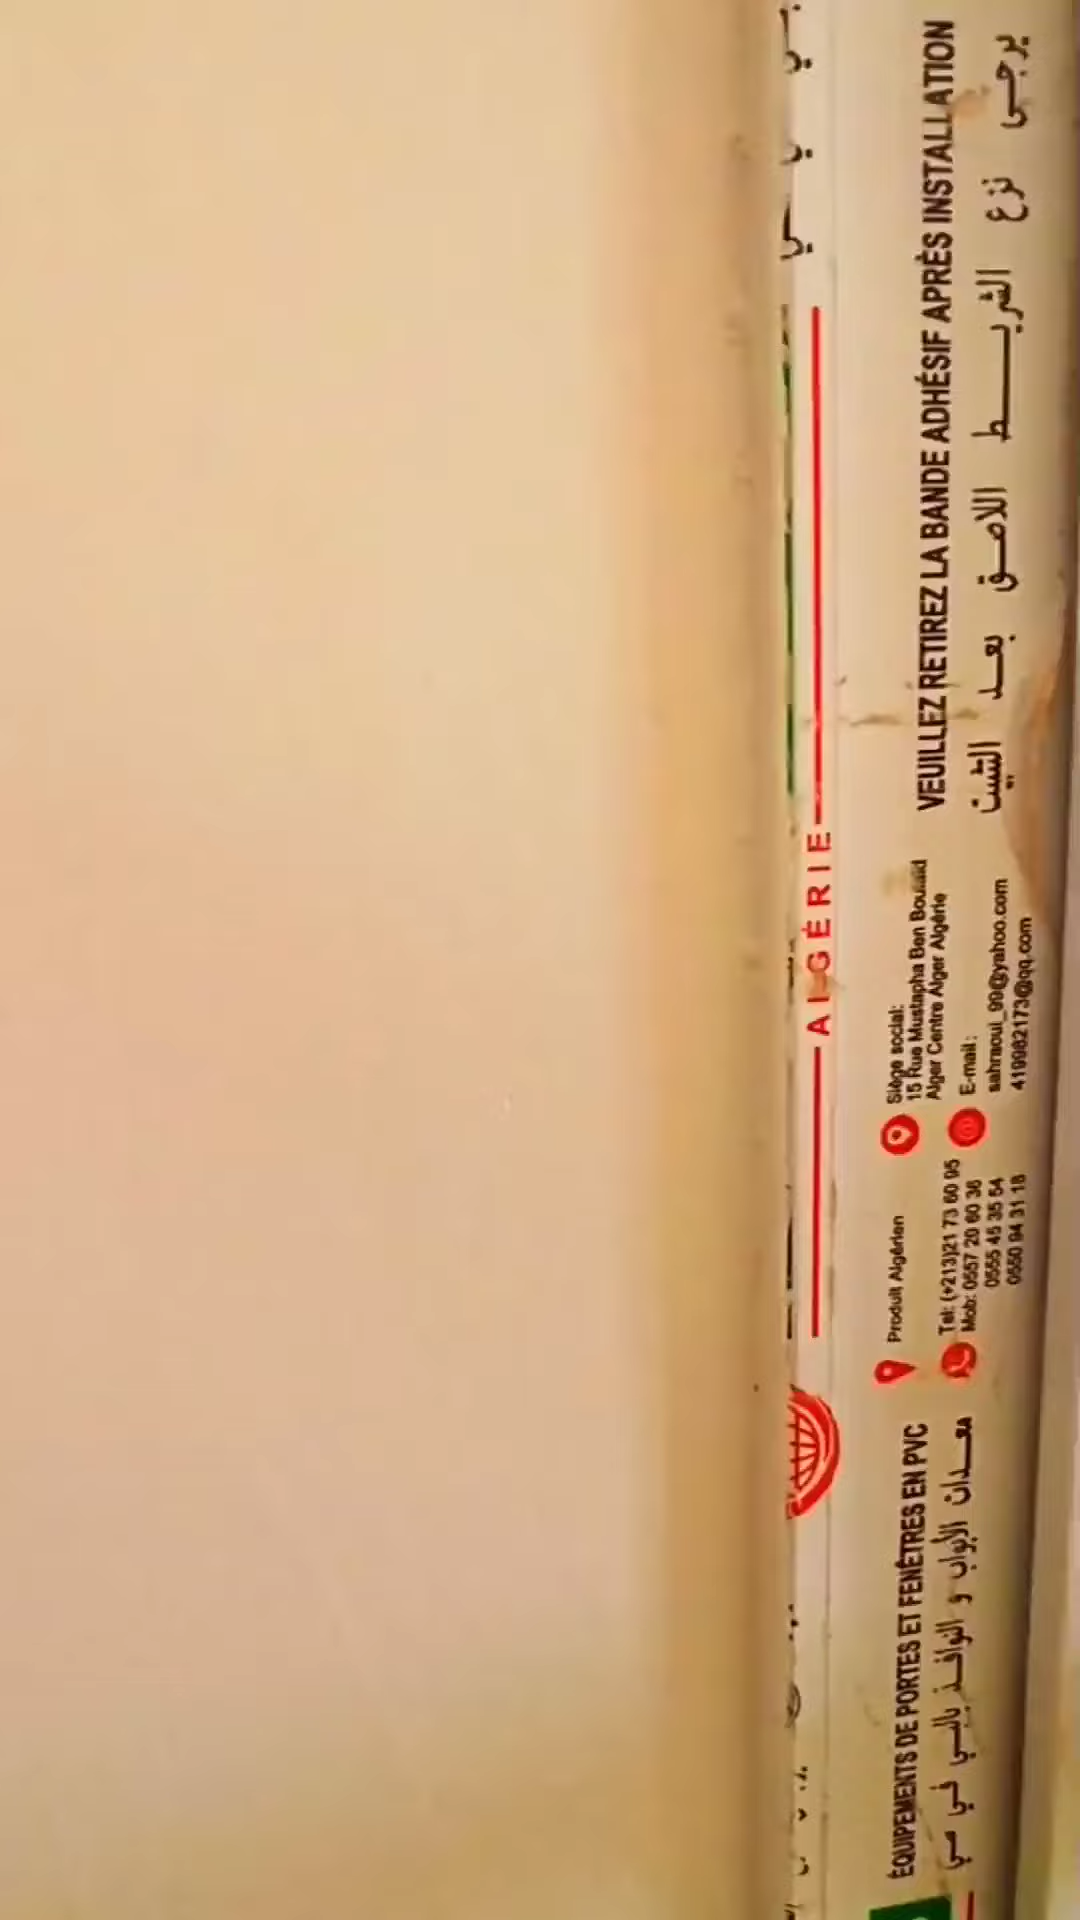 ALGÉRIE
ÉQUIPEMENTS DE PORTES ET FENÊTRES EN PVC
معدات الأبواب و النوافذ بالبي في سي
Produit Algérien
Tel: (+213)21 73 60 95
Mob: 0557 20 60 36
0555 45 35 54
0550 94 31 18
Siège social:
15 Rue Mustapha Ben Boulaid
Alger Centre Alger Algérie
E-mail:
sahraoui_99@yahoo.com
419982173@qq.com
VEUILLEZ RETIREZ LA BANDE ADHÉSIF APRÈS INSTALLATION
يرجى نزع الشريط اللاصق بعد التثبيت